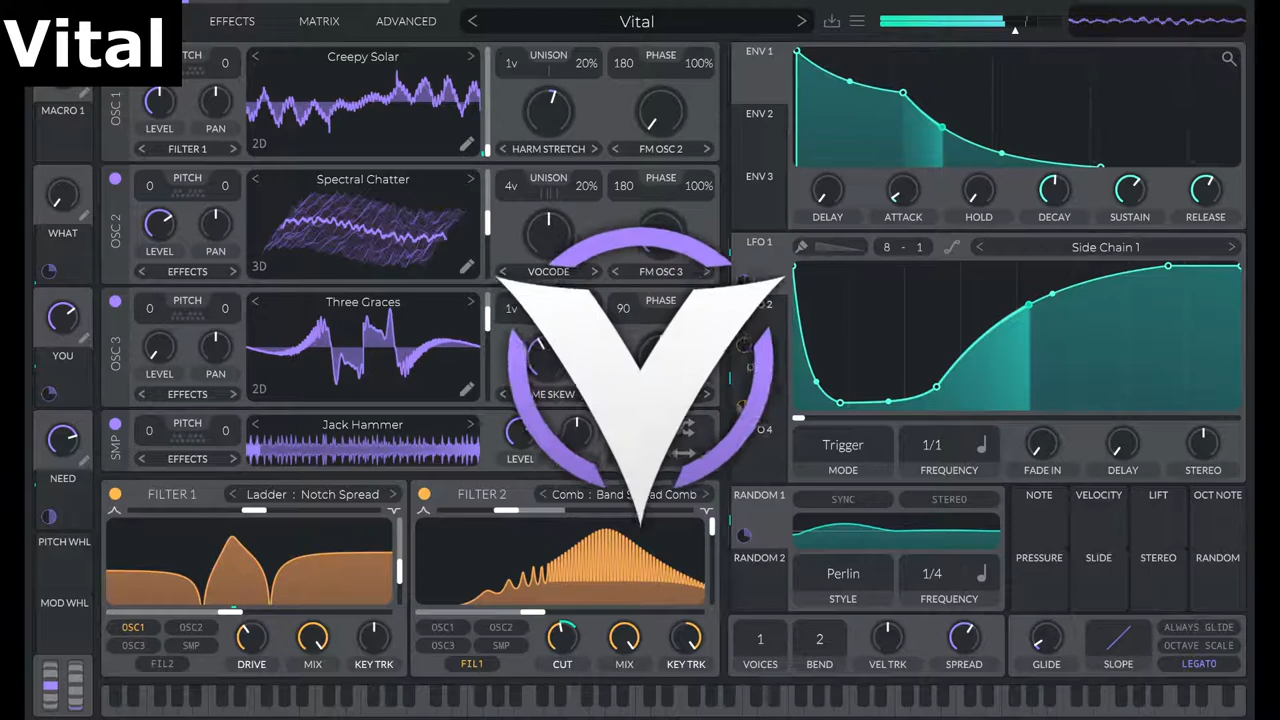 Vital
EFFECTS MATRIX ADVANCED
Vital
MACRO 1
WHAT
YOU
NEED
PITCH WHL
MOD WHL
OSC 1
PITCH 0
LEVEL PAN
FILTER 1
Creepy Solar
2D
1v UNISON 20%
HARM STRETCH
180 PHASE 100%
FM OSC 2
OSC 2
0 PITCH 0
LEVEL PAN
EFFECTS
Spectral Chatter
3D
4v UNISON 20%
VOCODE
180 PHASE 100%
FM OSC 3
OSC 3
0 PITCH 0
LEVEL PAN
EFFECTS
Three Graces
2D
1v
90 PHASE
ME SKEW
SMP
0 PITCH 0
EFFECTS
Jack Hammer
LEVEL
FILTER 1 Ladder : Notch Spread
OSC1 OSC2
OSC3 SMP
FIL2
DRIVE MIX KEY TRK
FILTER 2 Comb : Band Spread Comb
OSC1 OSC2
OSC3 SMP
FIL1
CUT MIX KEY TRK
ENV 1
ENV 2
ENV 3
DELAY ATTACK HOLD DECAY SUSTAIN RELEASE
LFO 1
8 - 1
Side Chain 1
2
O 4
Trigger
MODE
1/1
FREQUENCY
FADE IN DELAY STEREO
RANDOM 1
RANDOM 2
SYNC STEREO
Perlin
STYLE
1/4
FREQUENCY
NOTE VELOCITY LIFT OCT NOTE
PRESSURE SLIDE STEREO RANDOM
1
VOICES
2
BEND
VEL TRK SPREAD
GLIDE SLOPE
ALWAYS GLIDE
OCTAVE SCALE
LEGATO